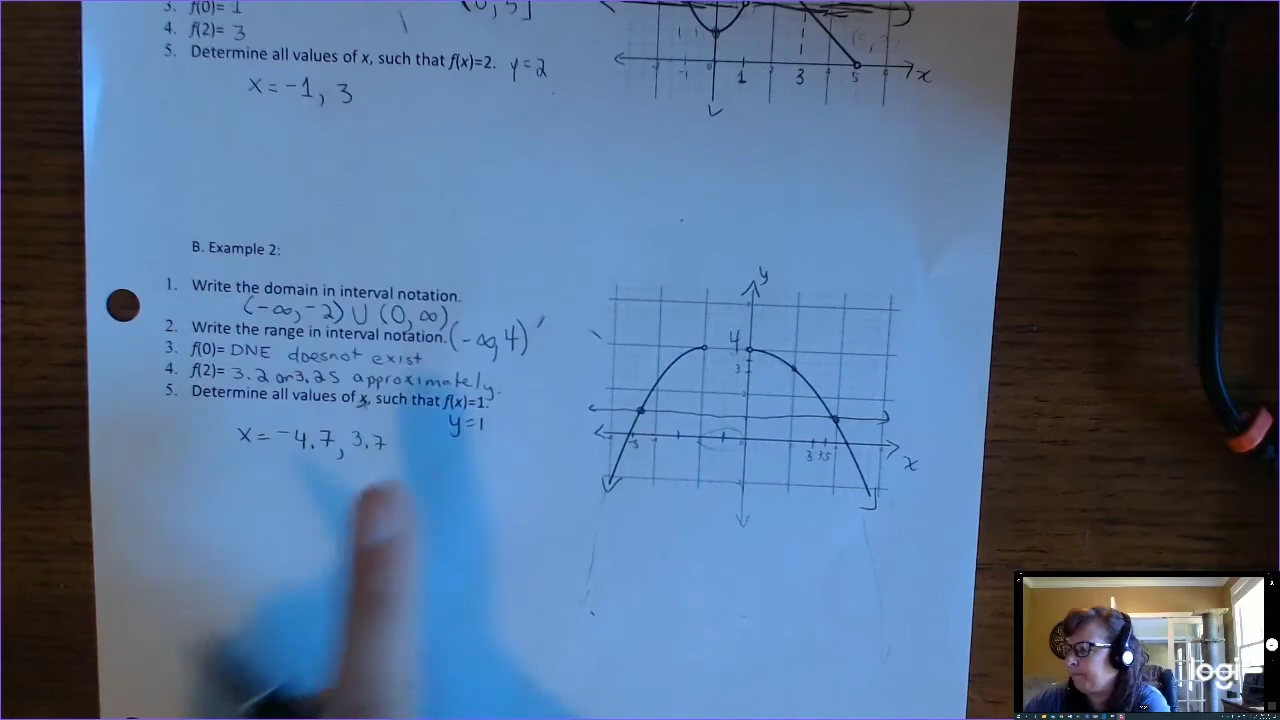 3. f(0)= 1
4. f(2)= 3
5. Determine all values of x, such that f(x)=2. y=2
x = -1, 3
-1 0 1 3 5 x
B. Example 2:
1. Write the domain in interval notation.
(-∞, -2) ∪ (0, ∞)
2. Write the range in interval notation. (-∞, 4)
3. f(0)= DNE does not exist
4. f(2)= 3.2 or 3.25 approximately.
5. Determine all values of x, such that f(x)=1.
y=1
x = -4.7, 3.7
y
4
3
-5 3 3.5
x
logi